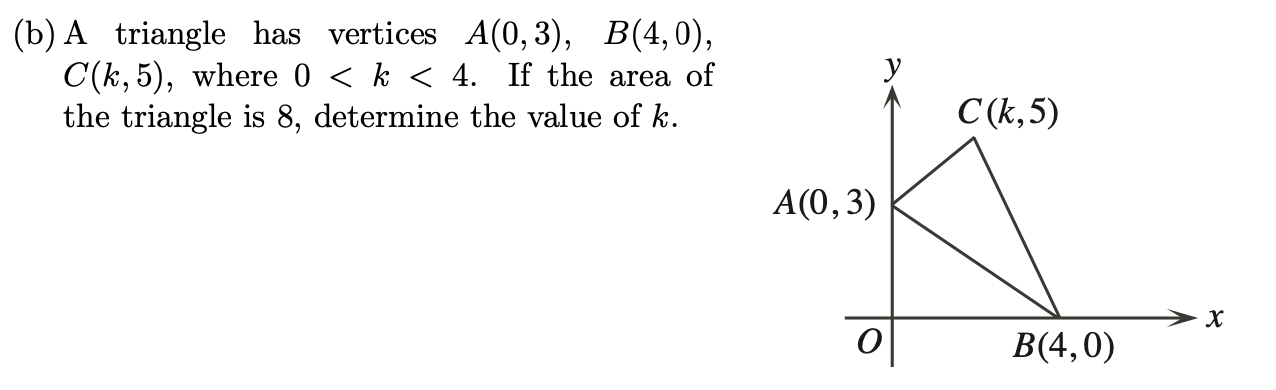 (b) A triangle has vertices A(0, 3), B(4, 0),
C(k, 5), where 0 < k < 4. If the area of
the triangle is 8, determine the value of k.
y
C(k, 5)
A(0, 3)
x
O
B(4, 0)